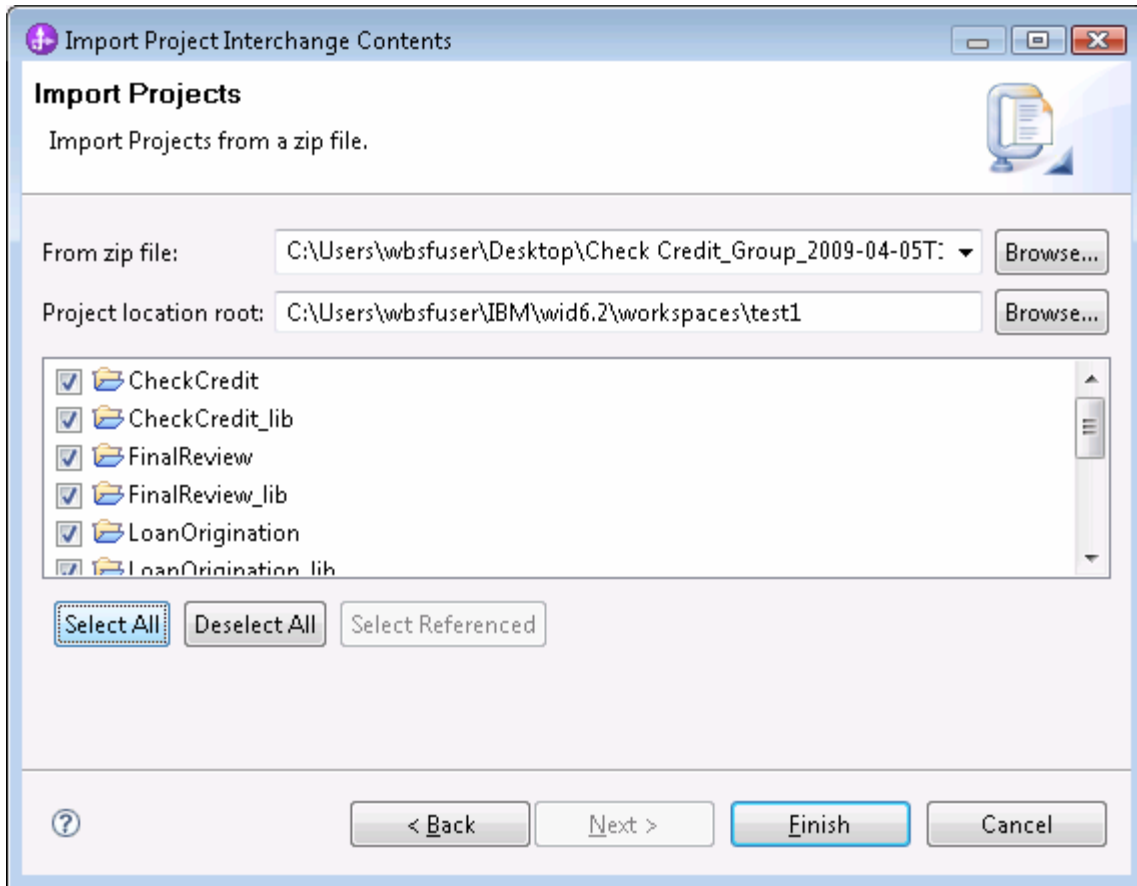 Import Project Interchange Contents
Import Projects
Import Projects from a zip file.
From zip file: C:\Users\wbsfuser\Desktop\Check Credit_Group_2009-04-05T: Browse...
Project location root: C:\Users\wbsfuser\IBM\wid6.2\workspaces\test1 Browse...
CheckCredit
CheckCredit_lib
FinalReview
FinalReview_lib
LoanOrigination
LoanOrigination_lib
Select All Deselect All Select Referenced
? < Back Next > Finish Cancel